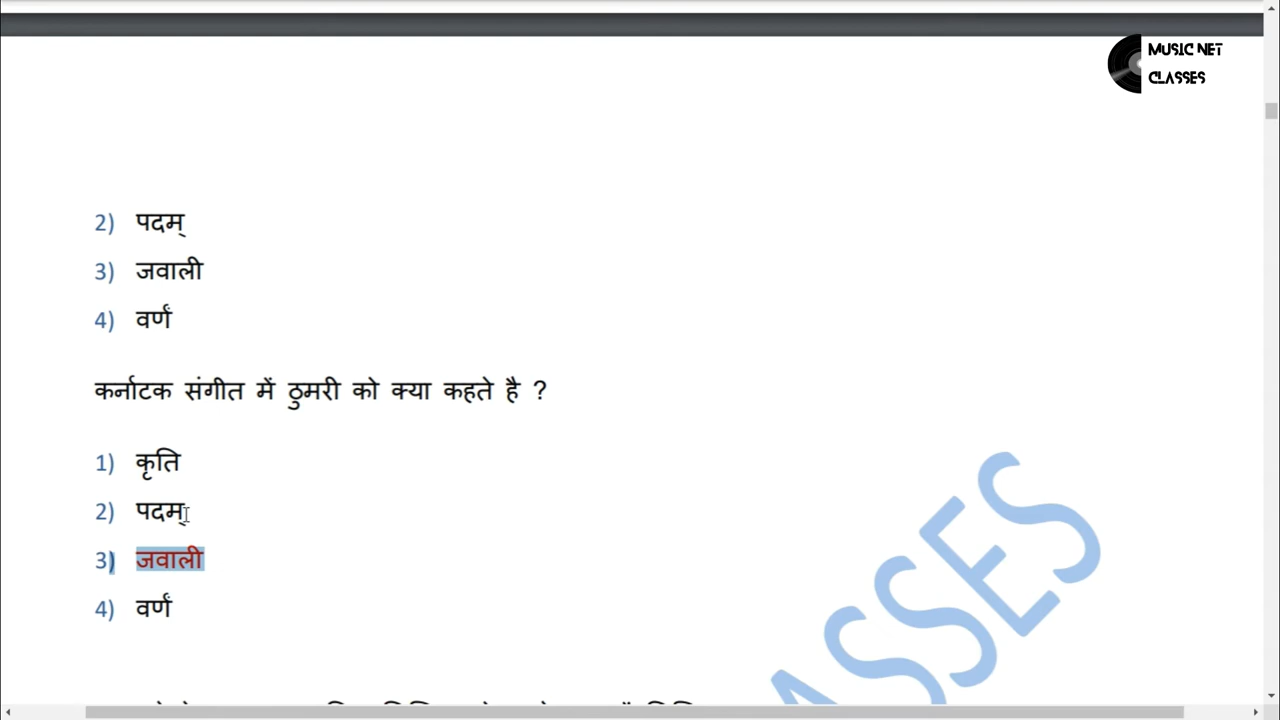 MUSIC NET
CLASSES
2) पदम्
3) जवाली
4) वर्णं
कर्नाटक संगीत में ठुमरी को क्या कहते है ?
1) कृति
2) पदम्
3) जवाली
4) वर्णं
ASSES